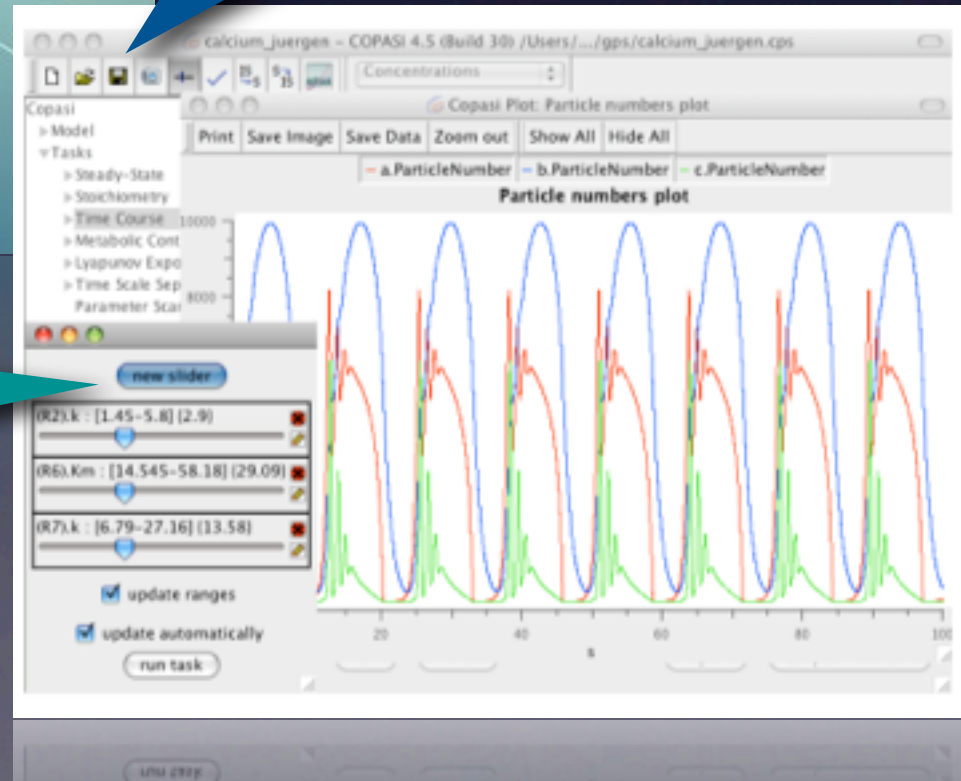 calcium_juergen – COPASI 4.5 (Build 30) /Users/.../gps/calcium_juergen.cps
Concentrations
Copasi
Model
Tasks
Steady-State
Stoichiometry
Time Course
Metabolic Cont
Lyapunov Expo
Time Scale Sep
Parameter Scan
Copasi Plot: Particle numbers plot
Print Save Image Save Data Zoom out Show All Hide All
a.ParticleNumber b.ParticleNumber c.ParticleNumber
Particle numbers plot
10000
8000
20 40 60 80 100
s
new slider
(R2).k : [1.45–5.8] (2.9)
(R6).Km : [14.545–58.18] (29.09)
(R7).k : [6.79–27.16] (13.58)
update ranges
update automatically
run task